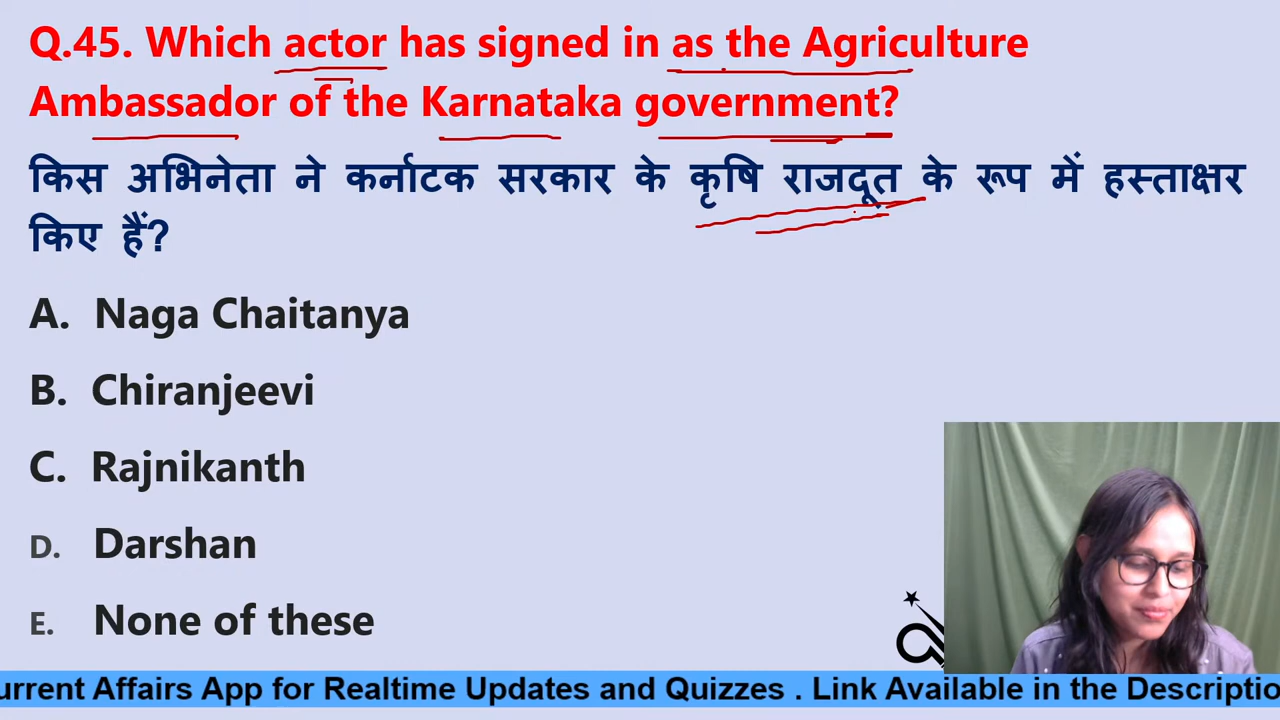 Q.45. Which actor has signed in as the Agriculture
Ambassador of the Karnataka government?
किस अभिनेता ने कर्नाटक सरकार के कृषि राजदूत के रूप में हस्ताक्षर
किए हैं?
A. Naga Chaitanya
B. Chiranjeevi
C. Rajnikanth
D. Darshan
E. None of these
urrent Affairs App for Realtime Updates and Quizzes . Link Available in the Descriptio